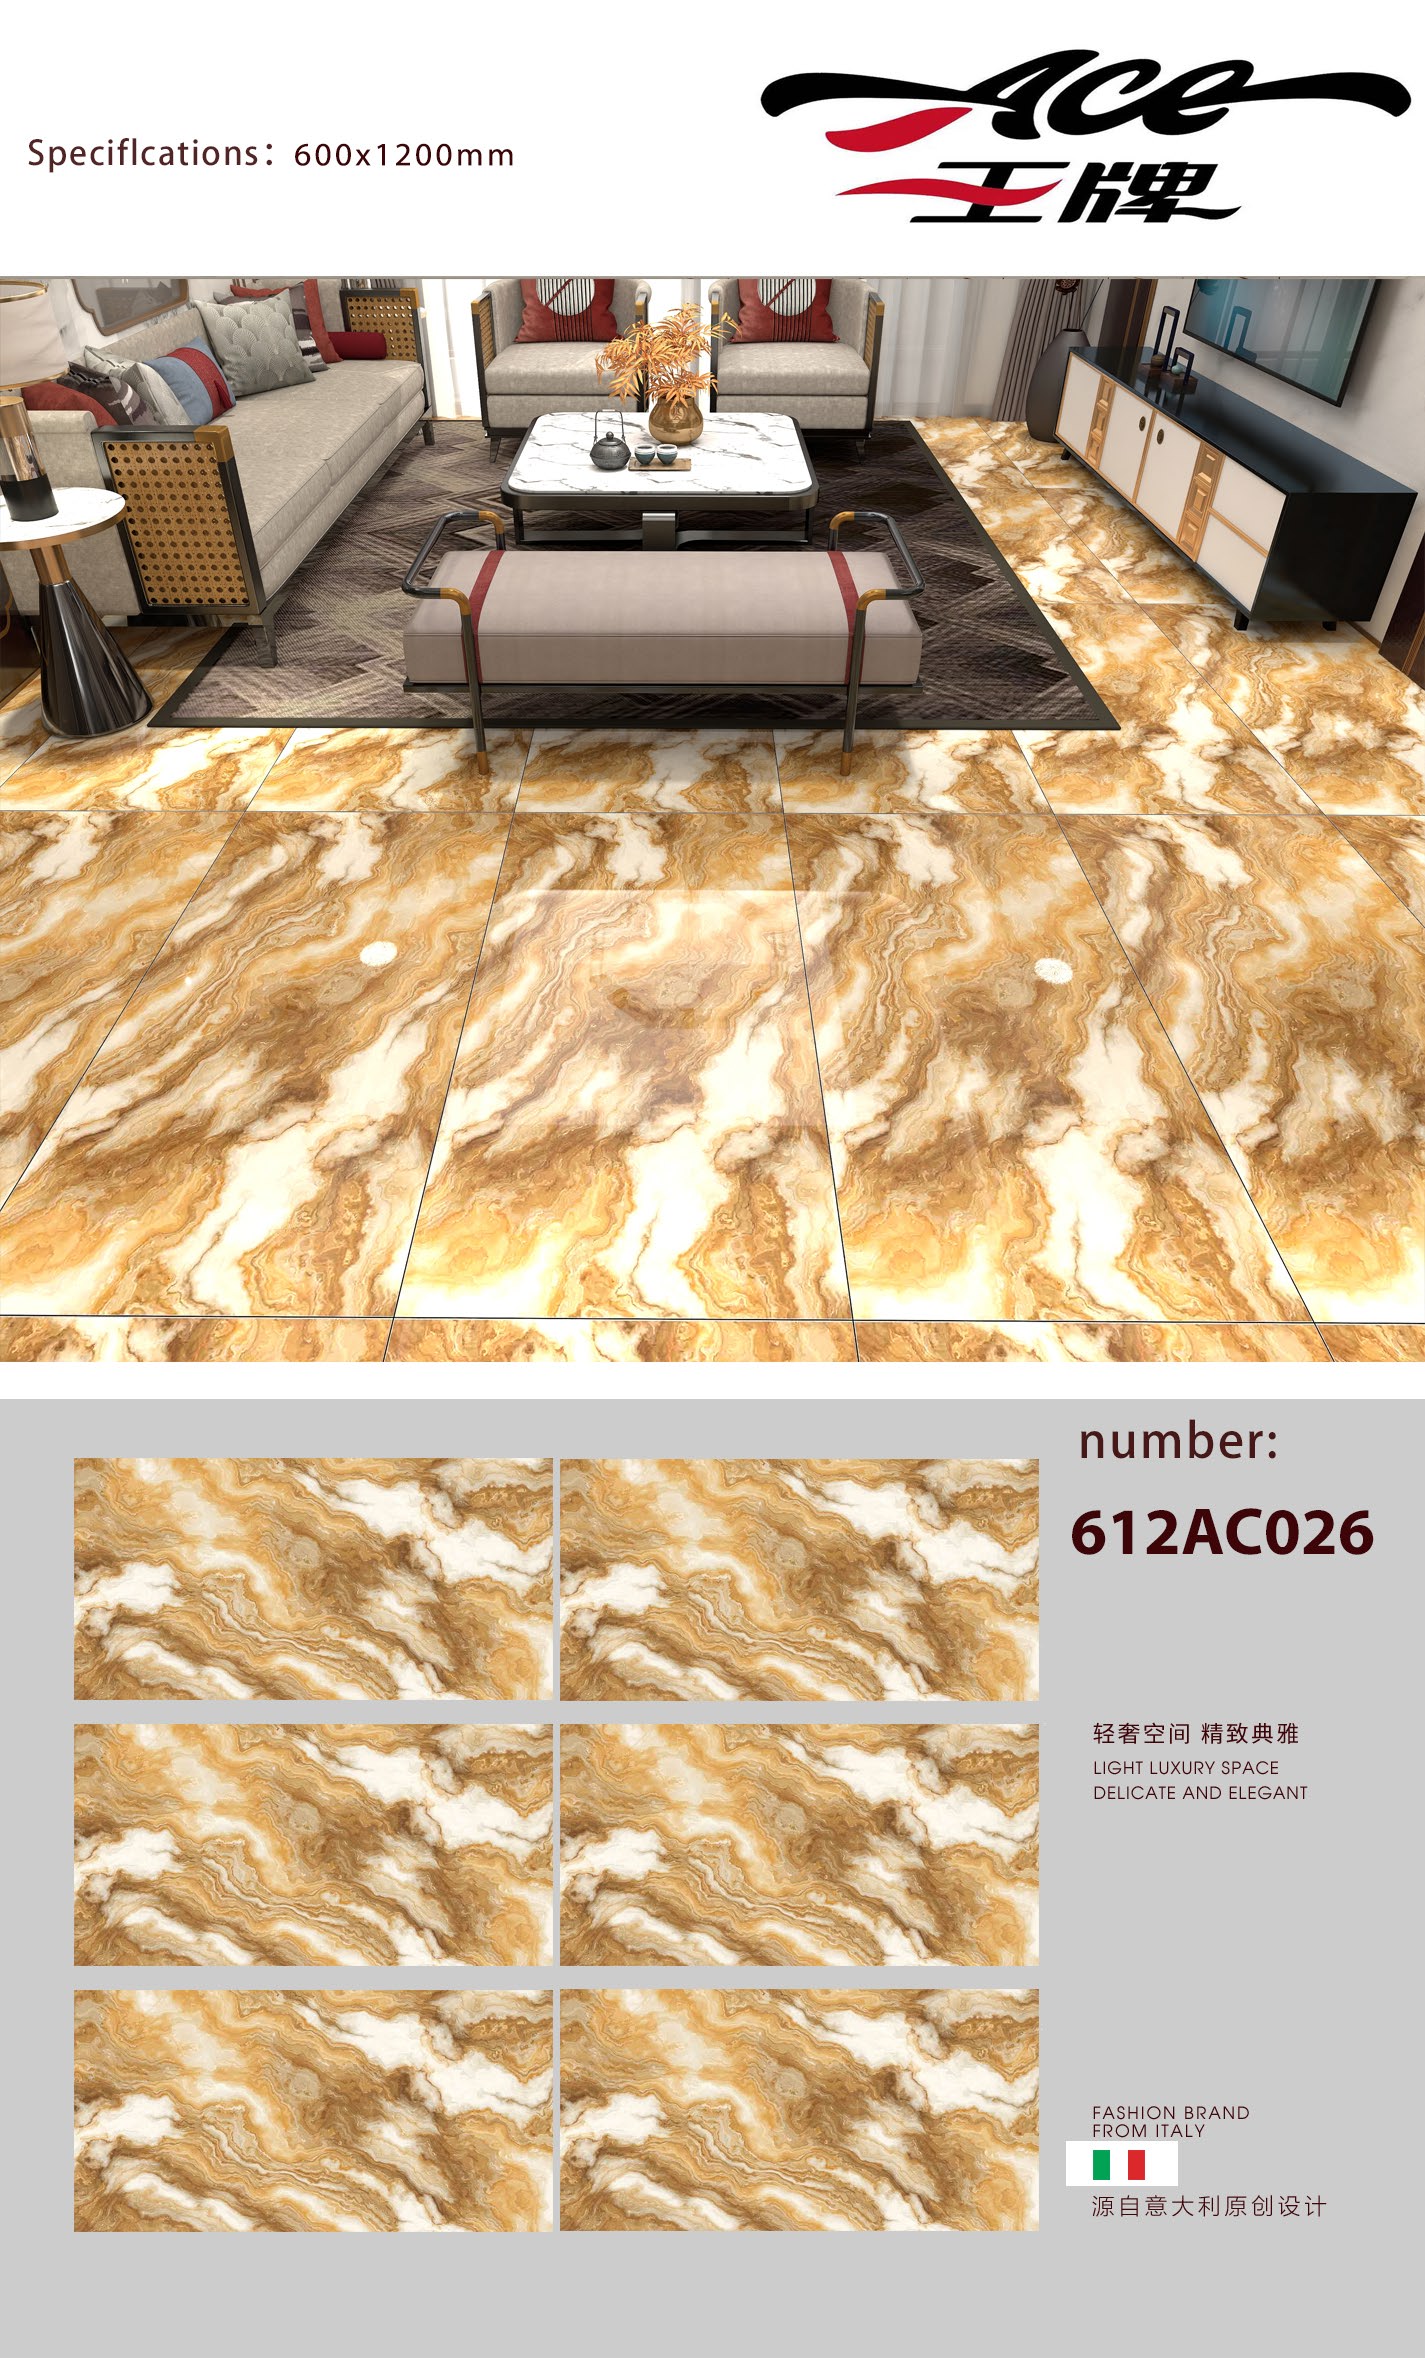 Speciflcations：600x1200mm
Ace
王牌
number:
612AC026
轻奢空间 精致典雅
LIGHT LUXURY SPACE
DELICATE AND ELEGANT
FASHION BRAND
FROM ITALY
源自意大利原创设计